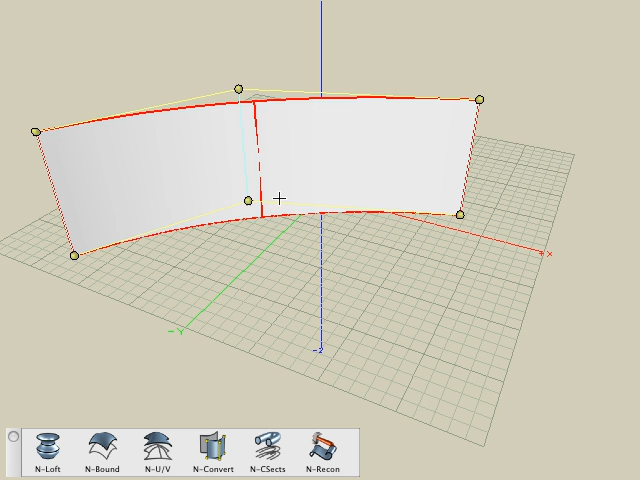 x
-Y
-Z
N-Loft
N-Bound
N-U/V
N-Convert
N-CSects
N-Recon